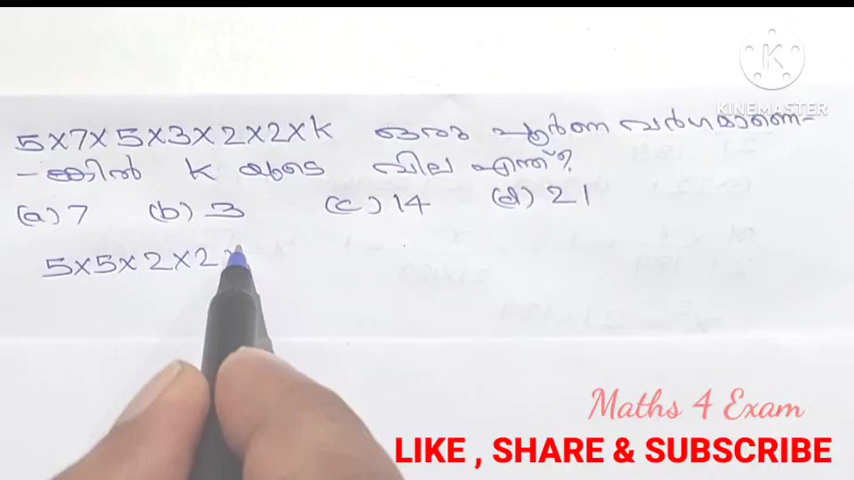 K
KINEMASTER
5×7×5×3×2×2×K ഒരു പൂർണ വർഗമാണെ-
-ങ്കിൽ K യുടെ വില എന്ത്?
(a) 7 (b) 3 (c) 14 (d) 21
5×5×2×2×
Maths 4 Exam
LIKE , SHARE & SUBSCRIBE